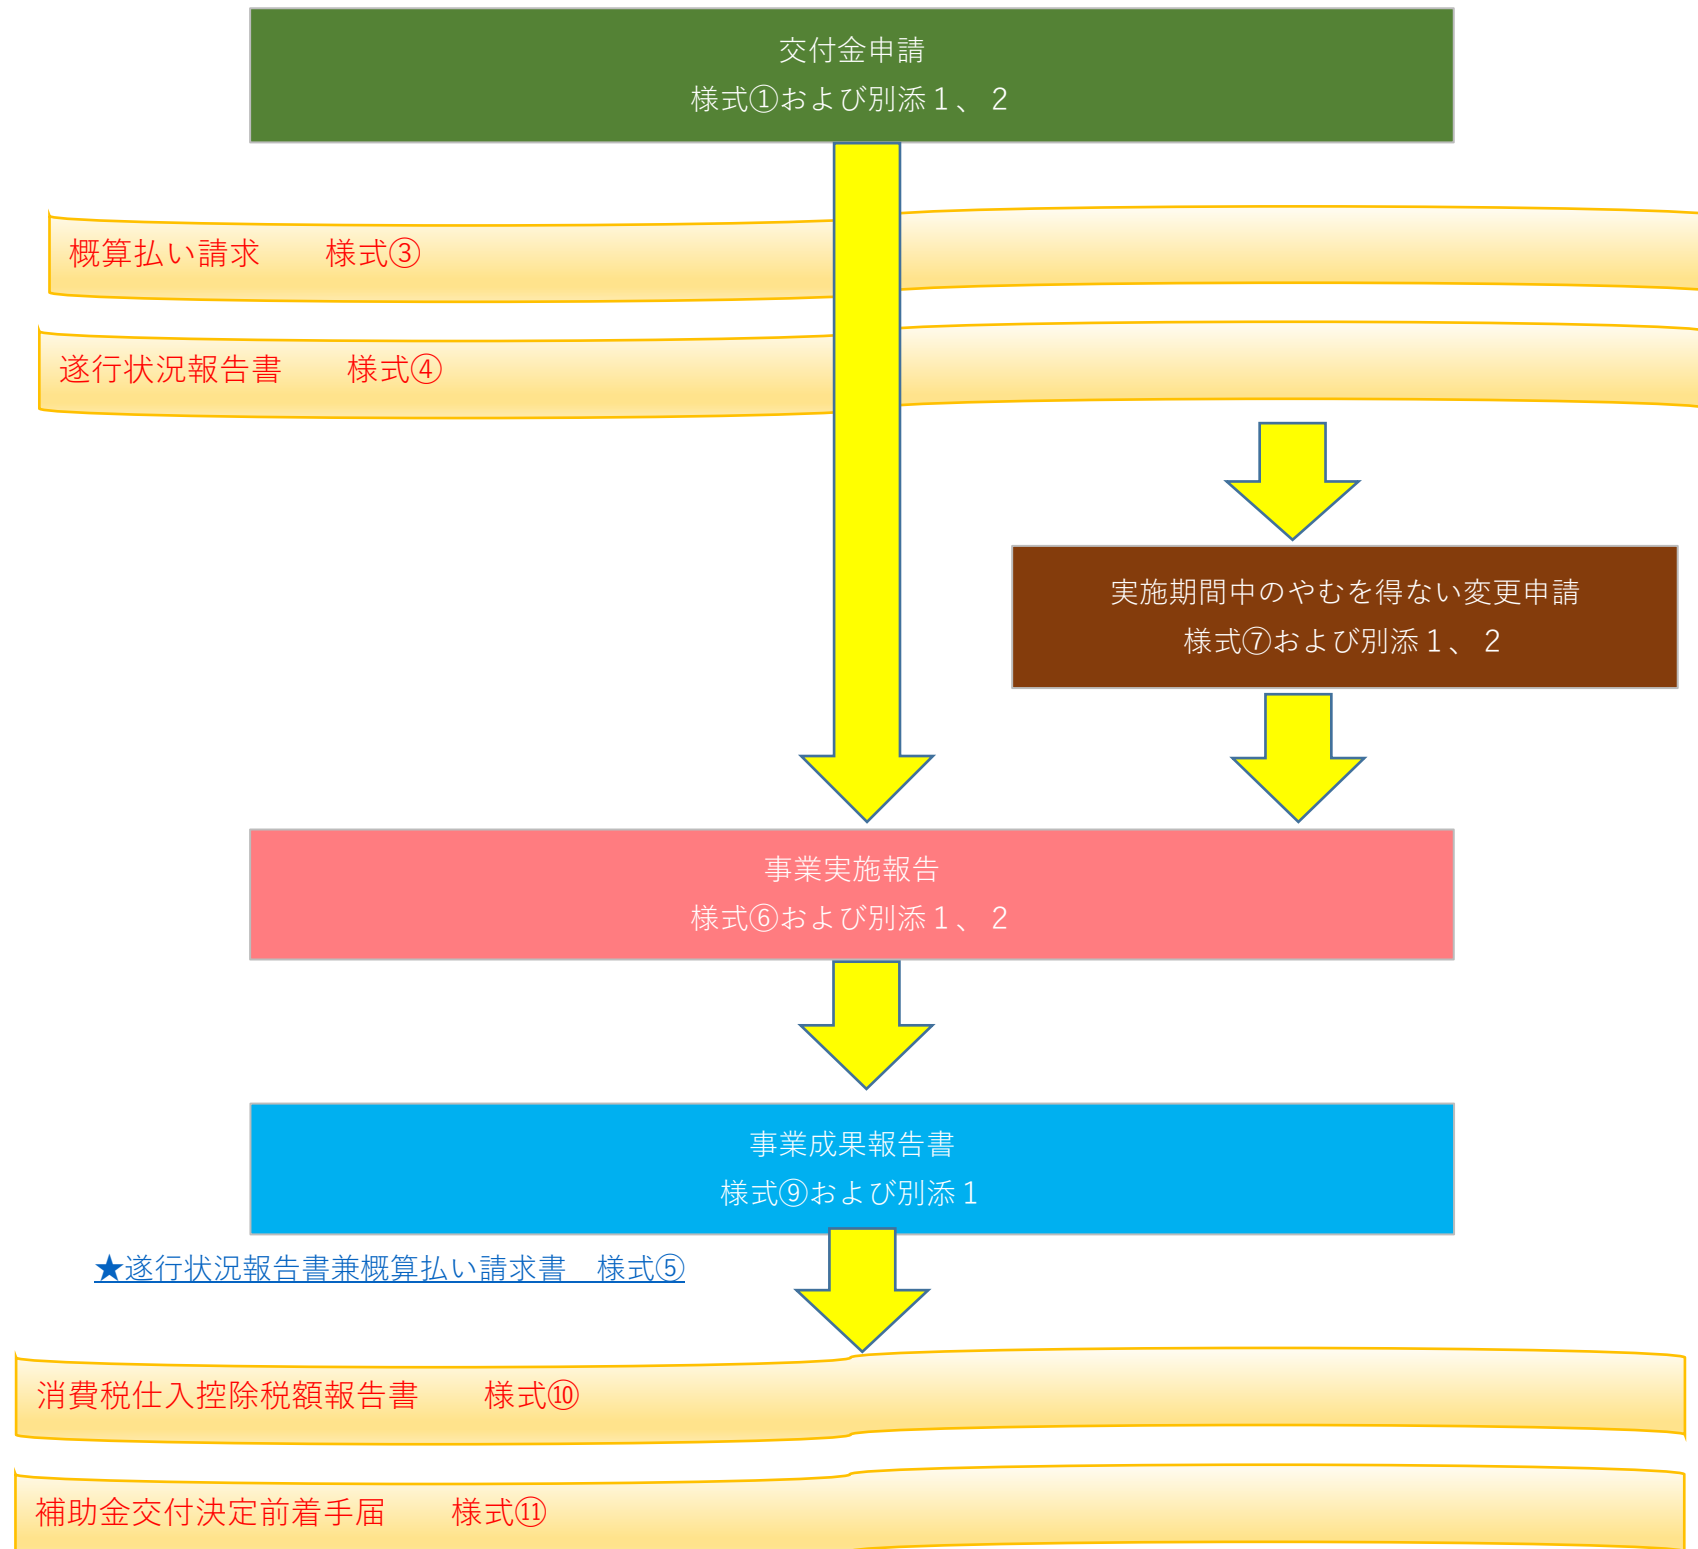 交付金申請
様式①および別添１、２
概算払い請求　　様式③
遂行状況報告書　　様式④
実施期間中のやむを得ない変更申請
様式⑦および別添１、２
事業実施報告
様式⑥および別添１、２
事業成果報告書
様式⑨および別添１
★遂行状況報告書兼概算払い請求書　様式⑤
消費税仕入控除税額報告書　　様式⑩
補助金交付決定前着手届　　様式⑪